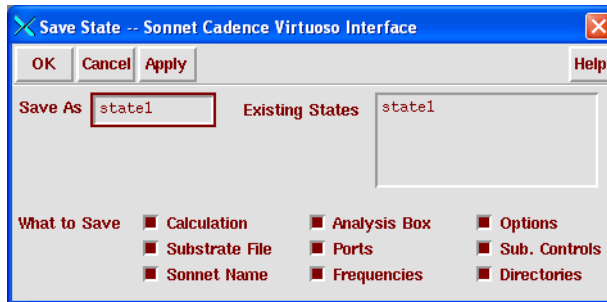 Save State -- Sonnet Cadence Virtuoso Interface
OK Cancel Apply Help
Save As state1 Existing States state1
What to Save Calculation Analysis Box Options
Substrate File Ports Sub. Controls
Sonnet Name Frequencies Directories